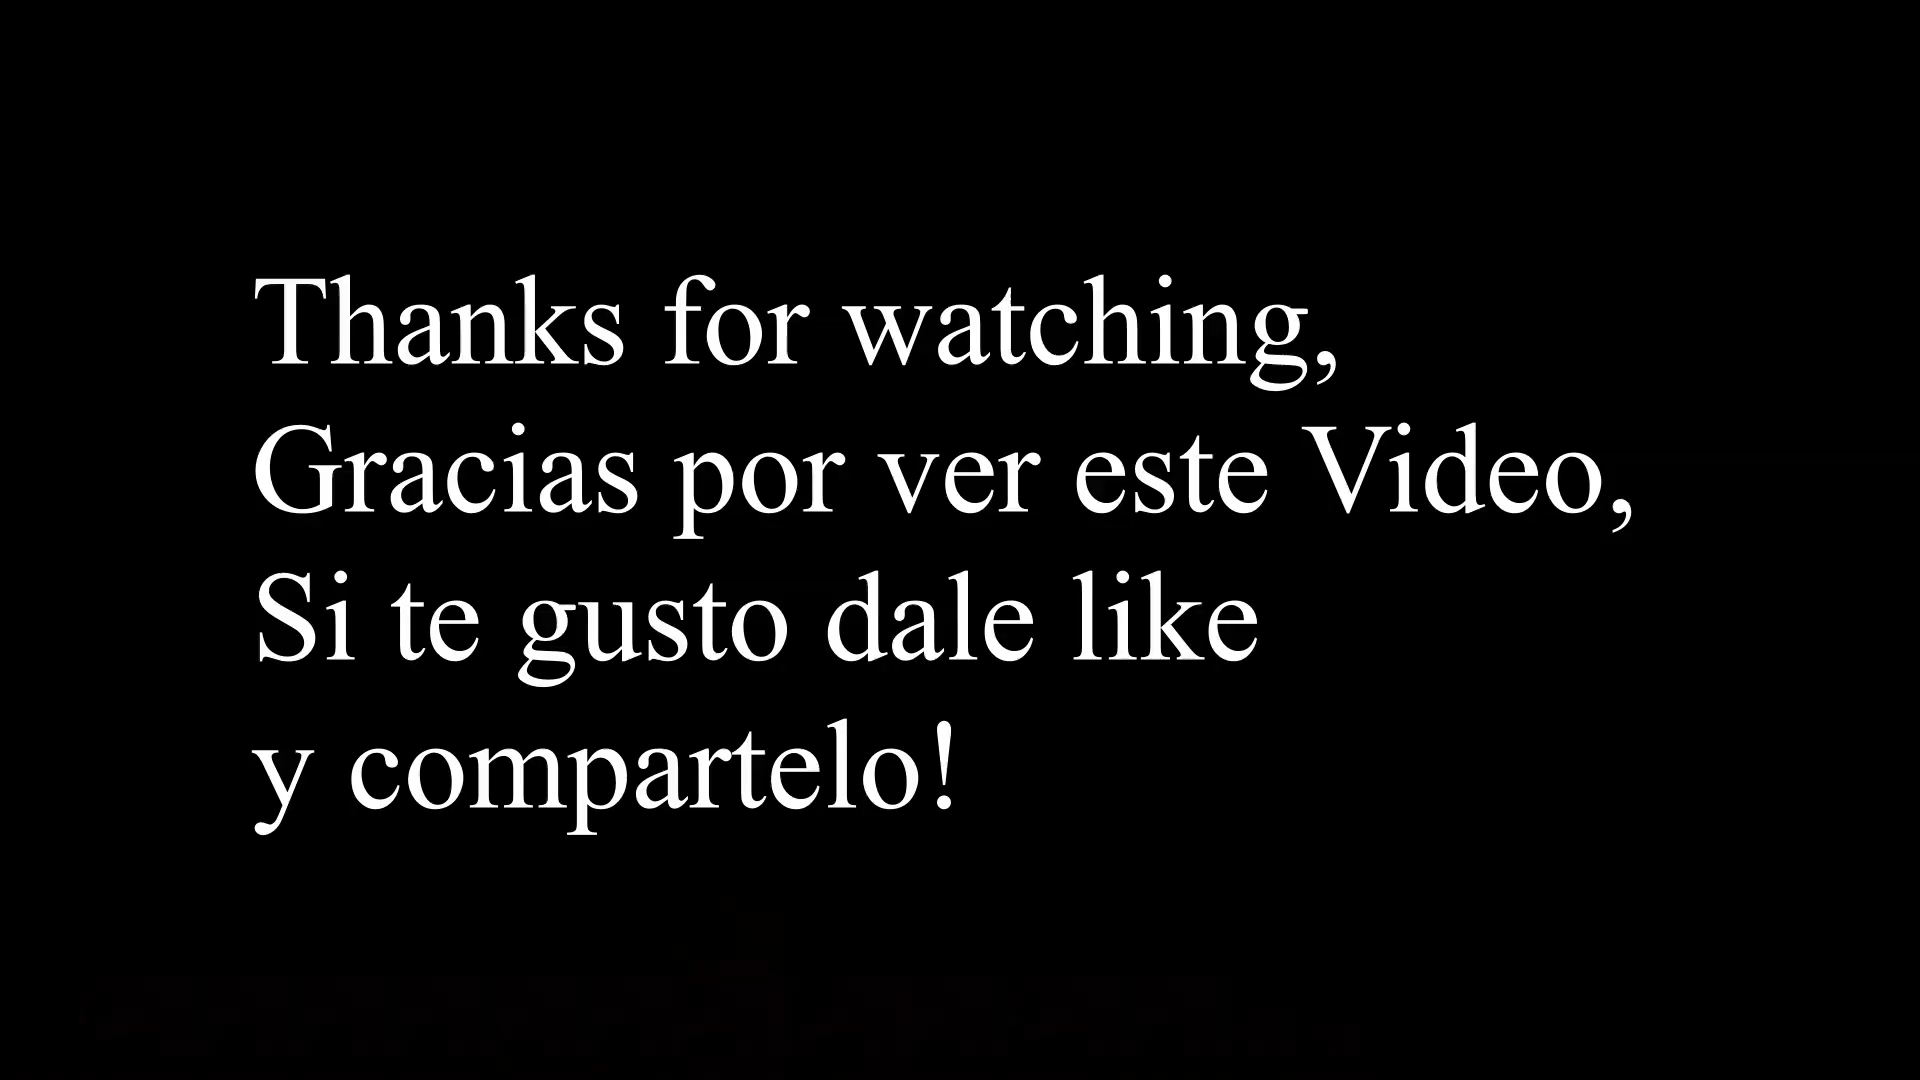 Thanks for watching,
Gracias por ver este Video,
Si te gusto dale like
y compartelo!